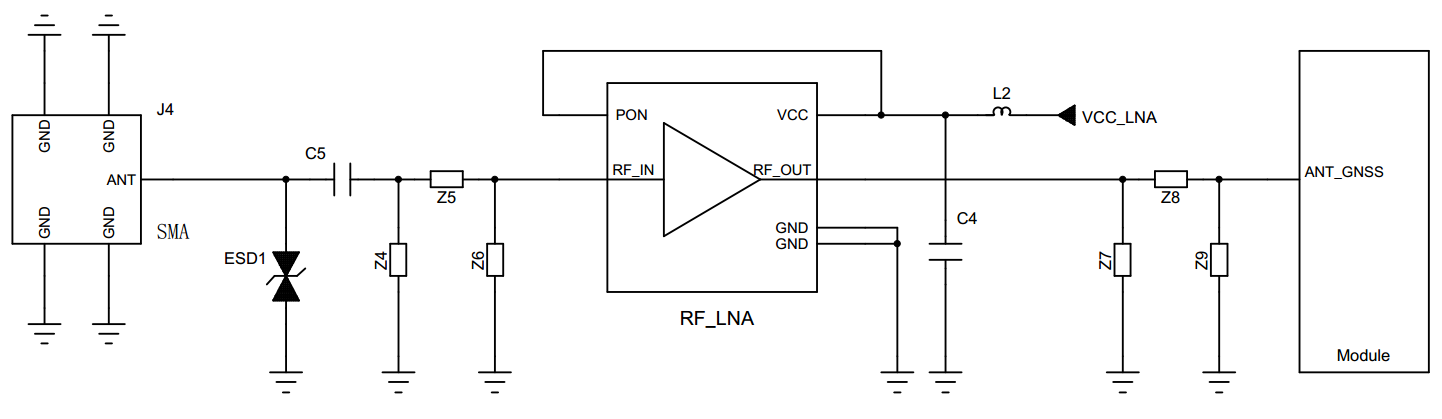 J4
GND
GND
ANT
GND
GND
SMA
ESD1
C5
Z4
Z5
Z6
PON
VCC
RF_IN
RF_OUT
GND
GND
RF_LNA
L2
VCC_LNA
C4
Z7
Z8
Z9
ANT_GNSS
Module